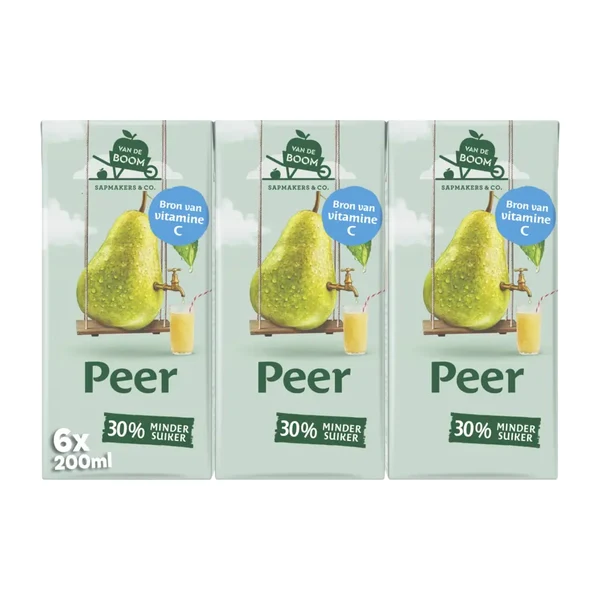 VAN DE
BOOM
SAPMAKERS & CO.
Bron van
vitamine
C
Peer
30% MINDER
SUIKER
VAN DE
BOOM
SAPMAKERS & CO.
Bron van
vitamine
C
Peer
30% MINDER
SUIKER
VAN DE
BOOM
SAPMAKERS & CO.
Bron van
vitamine
C
Peer
30% MINDER
SUIKER
6x
200ml